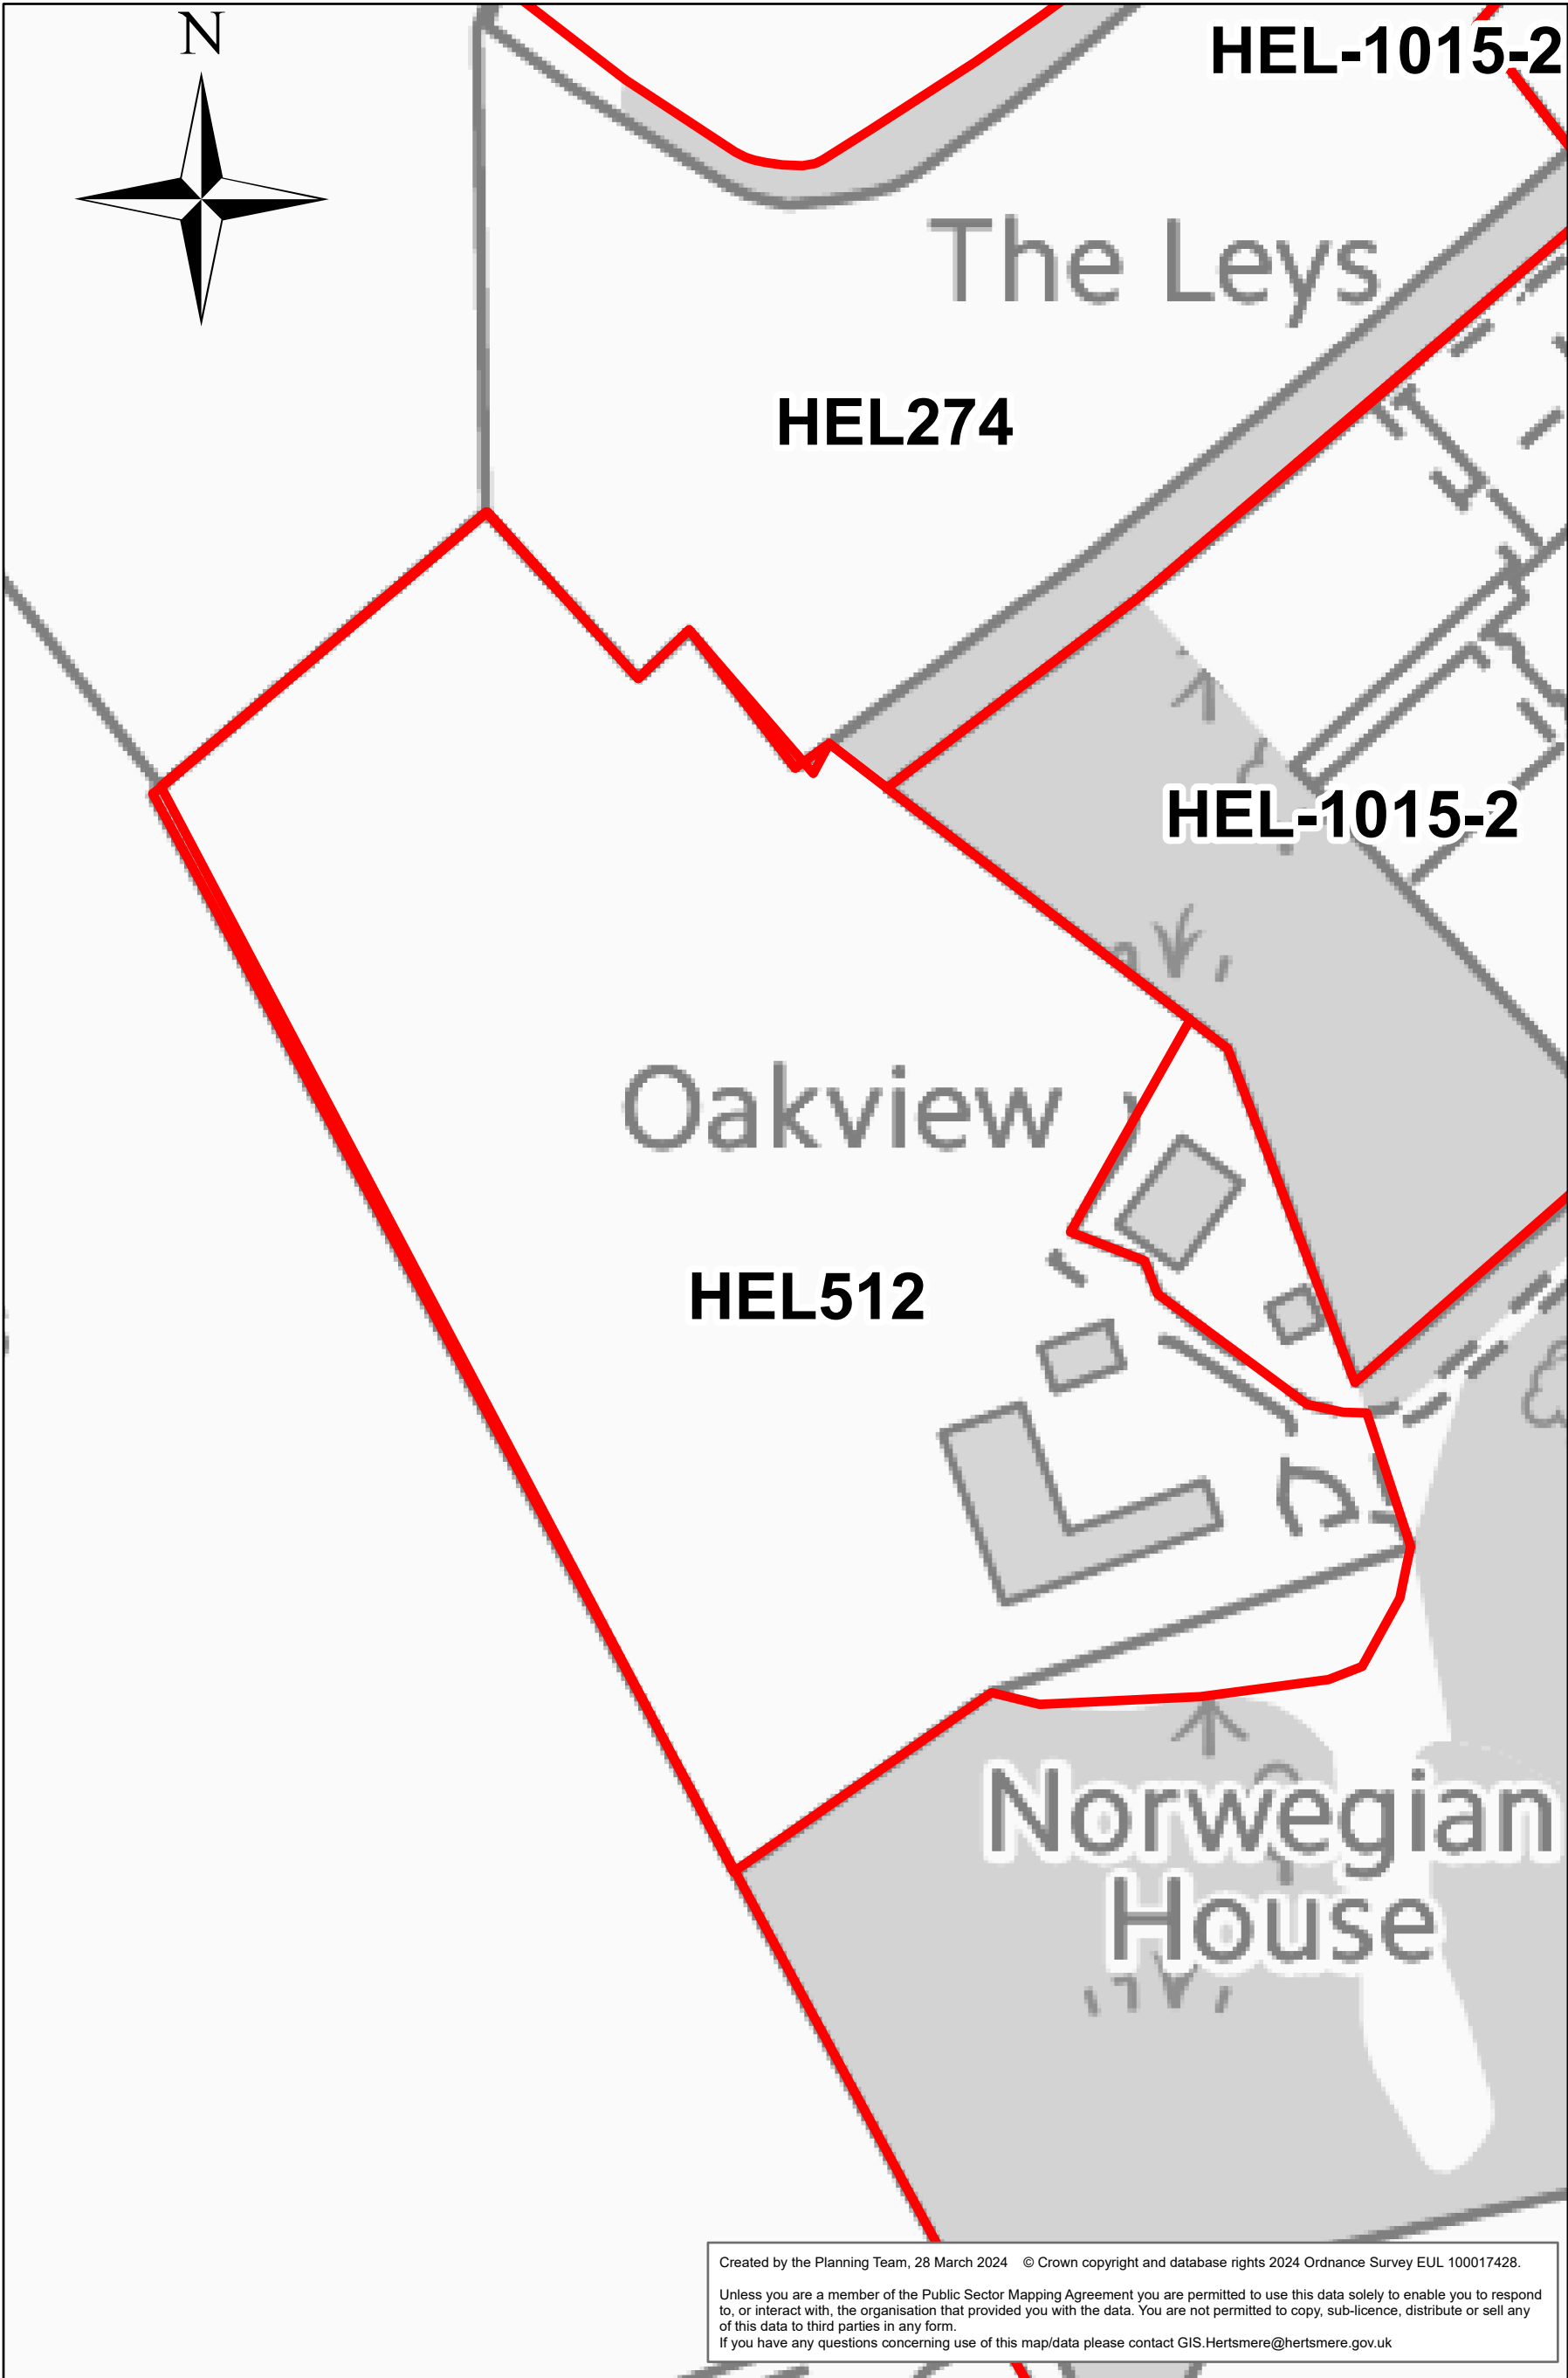 N
HEL-1015-2
The Leys
HEL274
HEL-1015-2
Oakview
HEL512
Norwegian
House
Created by the Planning Team, 28 March 2024 © Crown copyright and database rights 2024 Ordnance Survey EUL 100017428.
Unless you are a member of the Public Sector Mapping Agreement you are permitted to use this data solely to enable you to respond
to, or interact with, the organisation that provided you with the data. You are not permitted to copy, sub-licence, distribute or sell any
of this data to third parties in any form.
If you have any questions concerning use of this map/data please contact GIS.Hertsmere@hertsmere.gov.uk